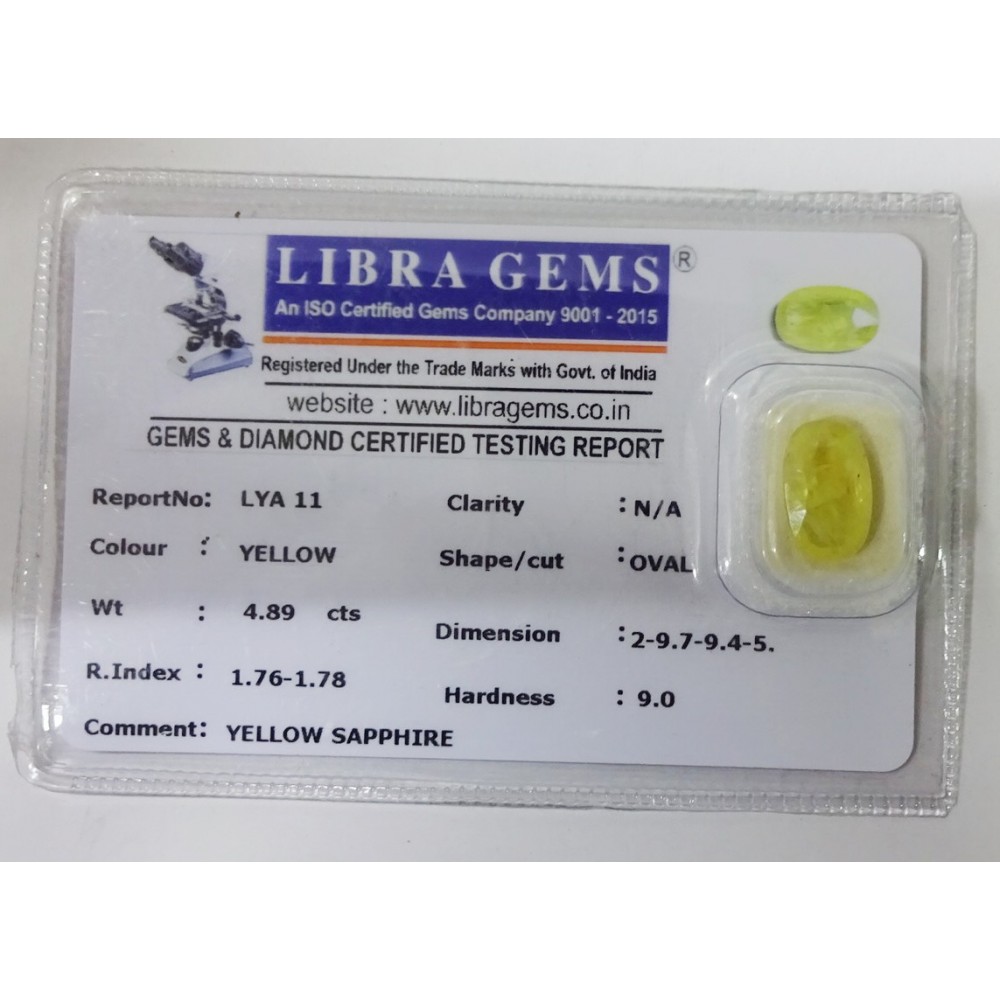 LIBRA GEMS ®
An ISO Certified Gems Company 9001 - 2015
Registered Under the Trade Marks with Govt. of India
website : www.libragems.co.in
GEMS & DIAMOND CERTIFIED TESTING REPORT
ReportNo: LYA 11 Clarity : N/A
Colour : YELLOW Shape/cut : OVAL
Wt : 4.89 cts Dimension : 2-9.7-9.4-5.
R.Index : 1.76-1.78 Hardness : 9.0
Comment: YELLOW SAPPHIRE